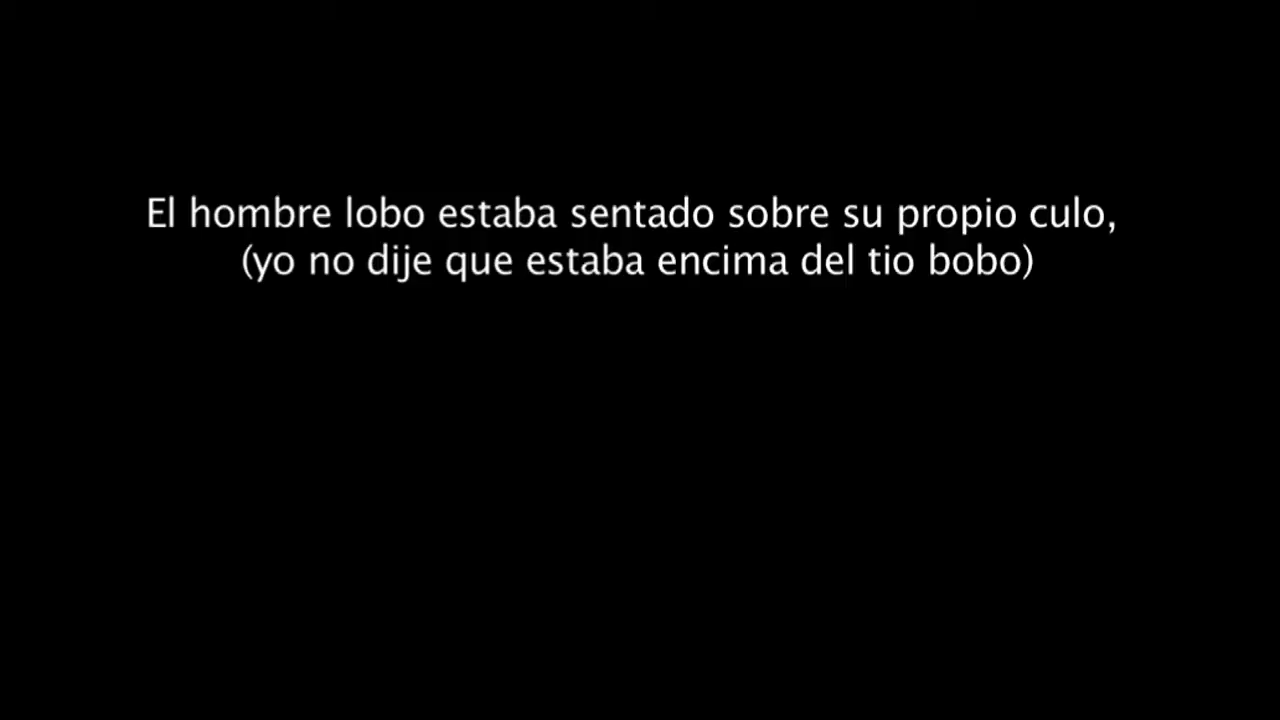 El hombre lobo estaba sentado sobre su propio culo,
(yo no dije que estaba encima del tio bobo)